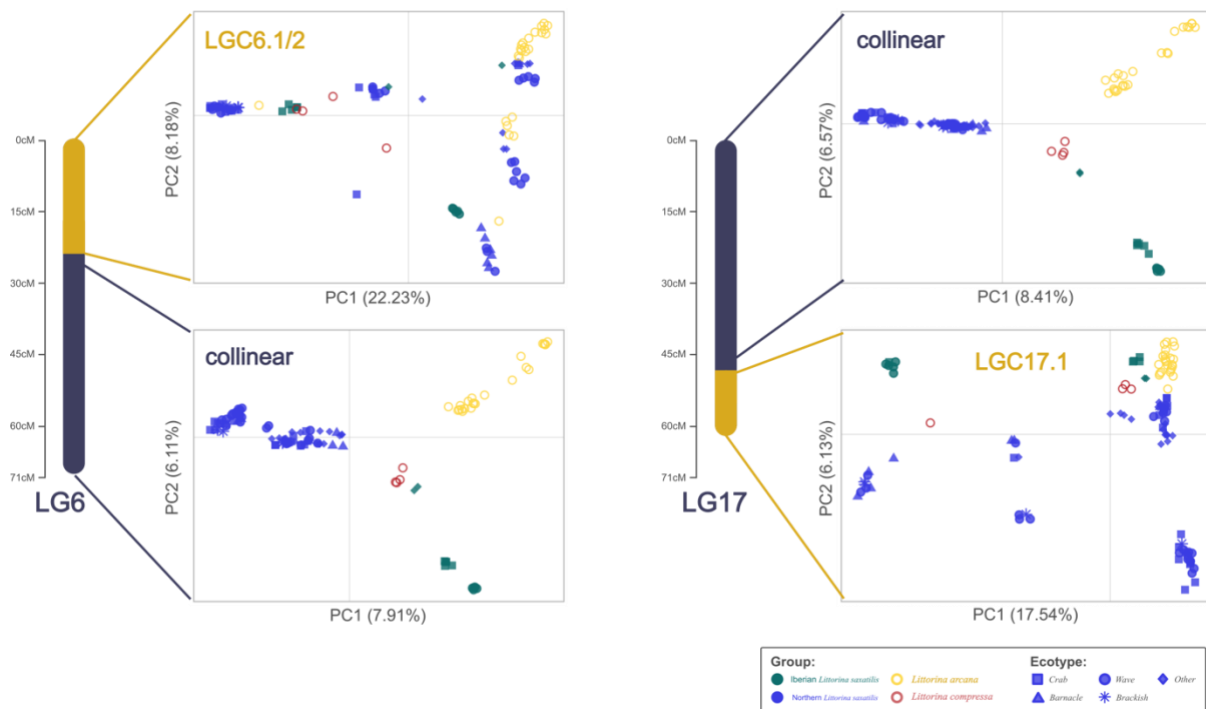 LGC6.1/2
PC2 (8.18%)
PC1 (22.23%)
0cM
15cM
30cM
45cM
60cM
71cM
LG6
collinear
PC2 (6.11%)
PC1 (7.91%)
collinear
PC2 (6.57%)
PC1 (8.41%)
0cM
15cM
30cM
45cM
60cM
71cM
LG17
LGC17.1
PC2 (6.13%)
PC1 (17.54%)
Group:
Iberian Littorina saxatilis
Littorina arcana
Northern Littorina saxatilis
Littorina compressa
Ecotype:
Crab
Wave
Other
Barnacle
Brackish